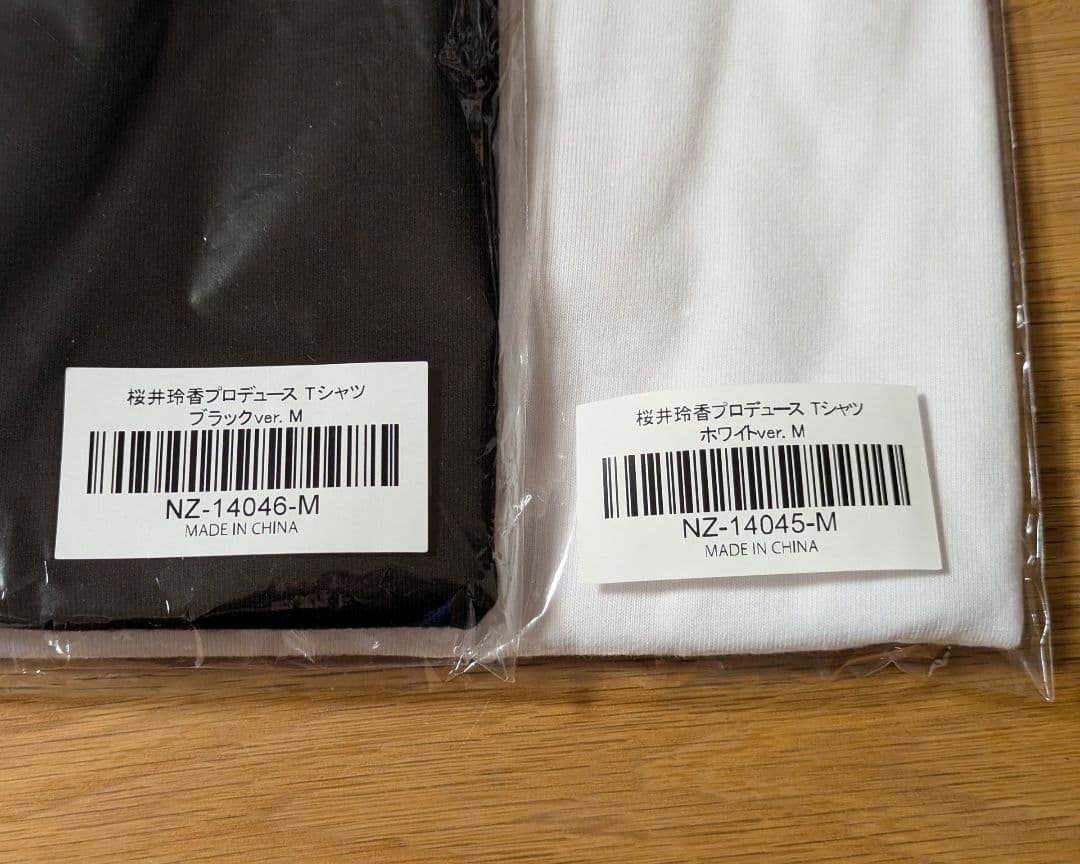 桜井玲香プロデュース Tシャツ
ブラックver. M
NZ-14046-M
MADE IN CHINA
桜井玲香プロデュース Tシャツ
ホワイトver. M
NZ-14045-M
MADE IN CHINA